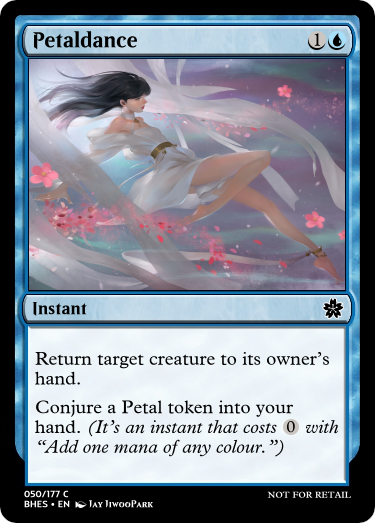 Petaldance 1
Instant
Return target creature to its owner's
hand.
Conjure a Petal token into your
hand. (It's an instant that costs 0 with
“Add one mana of any colour.”)
050/177 C
BHES • EN Jay JiwooPark
NOT FOR RETAIL